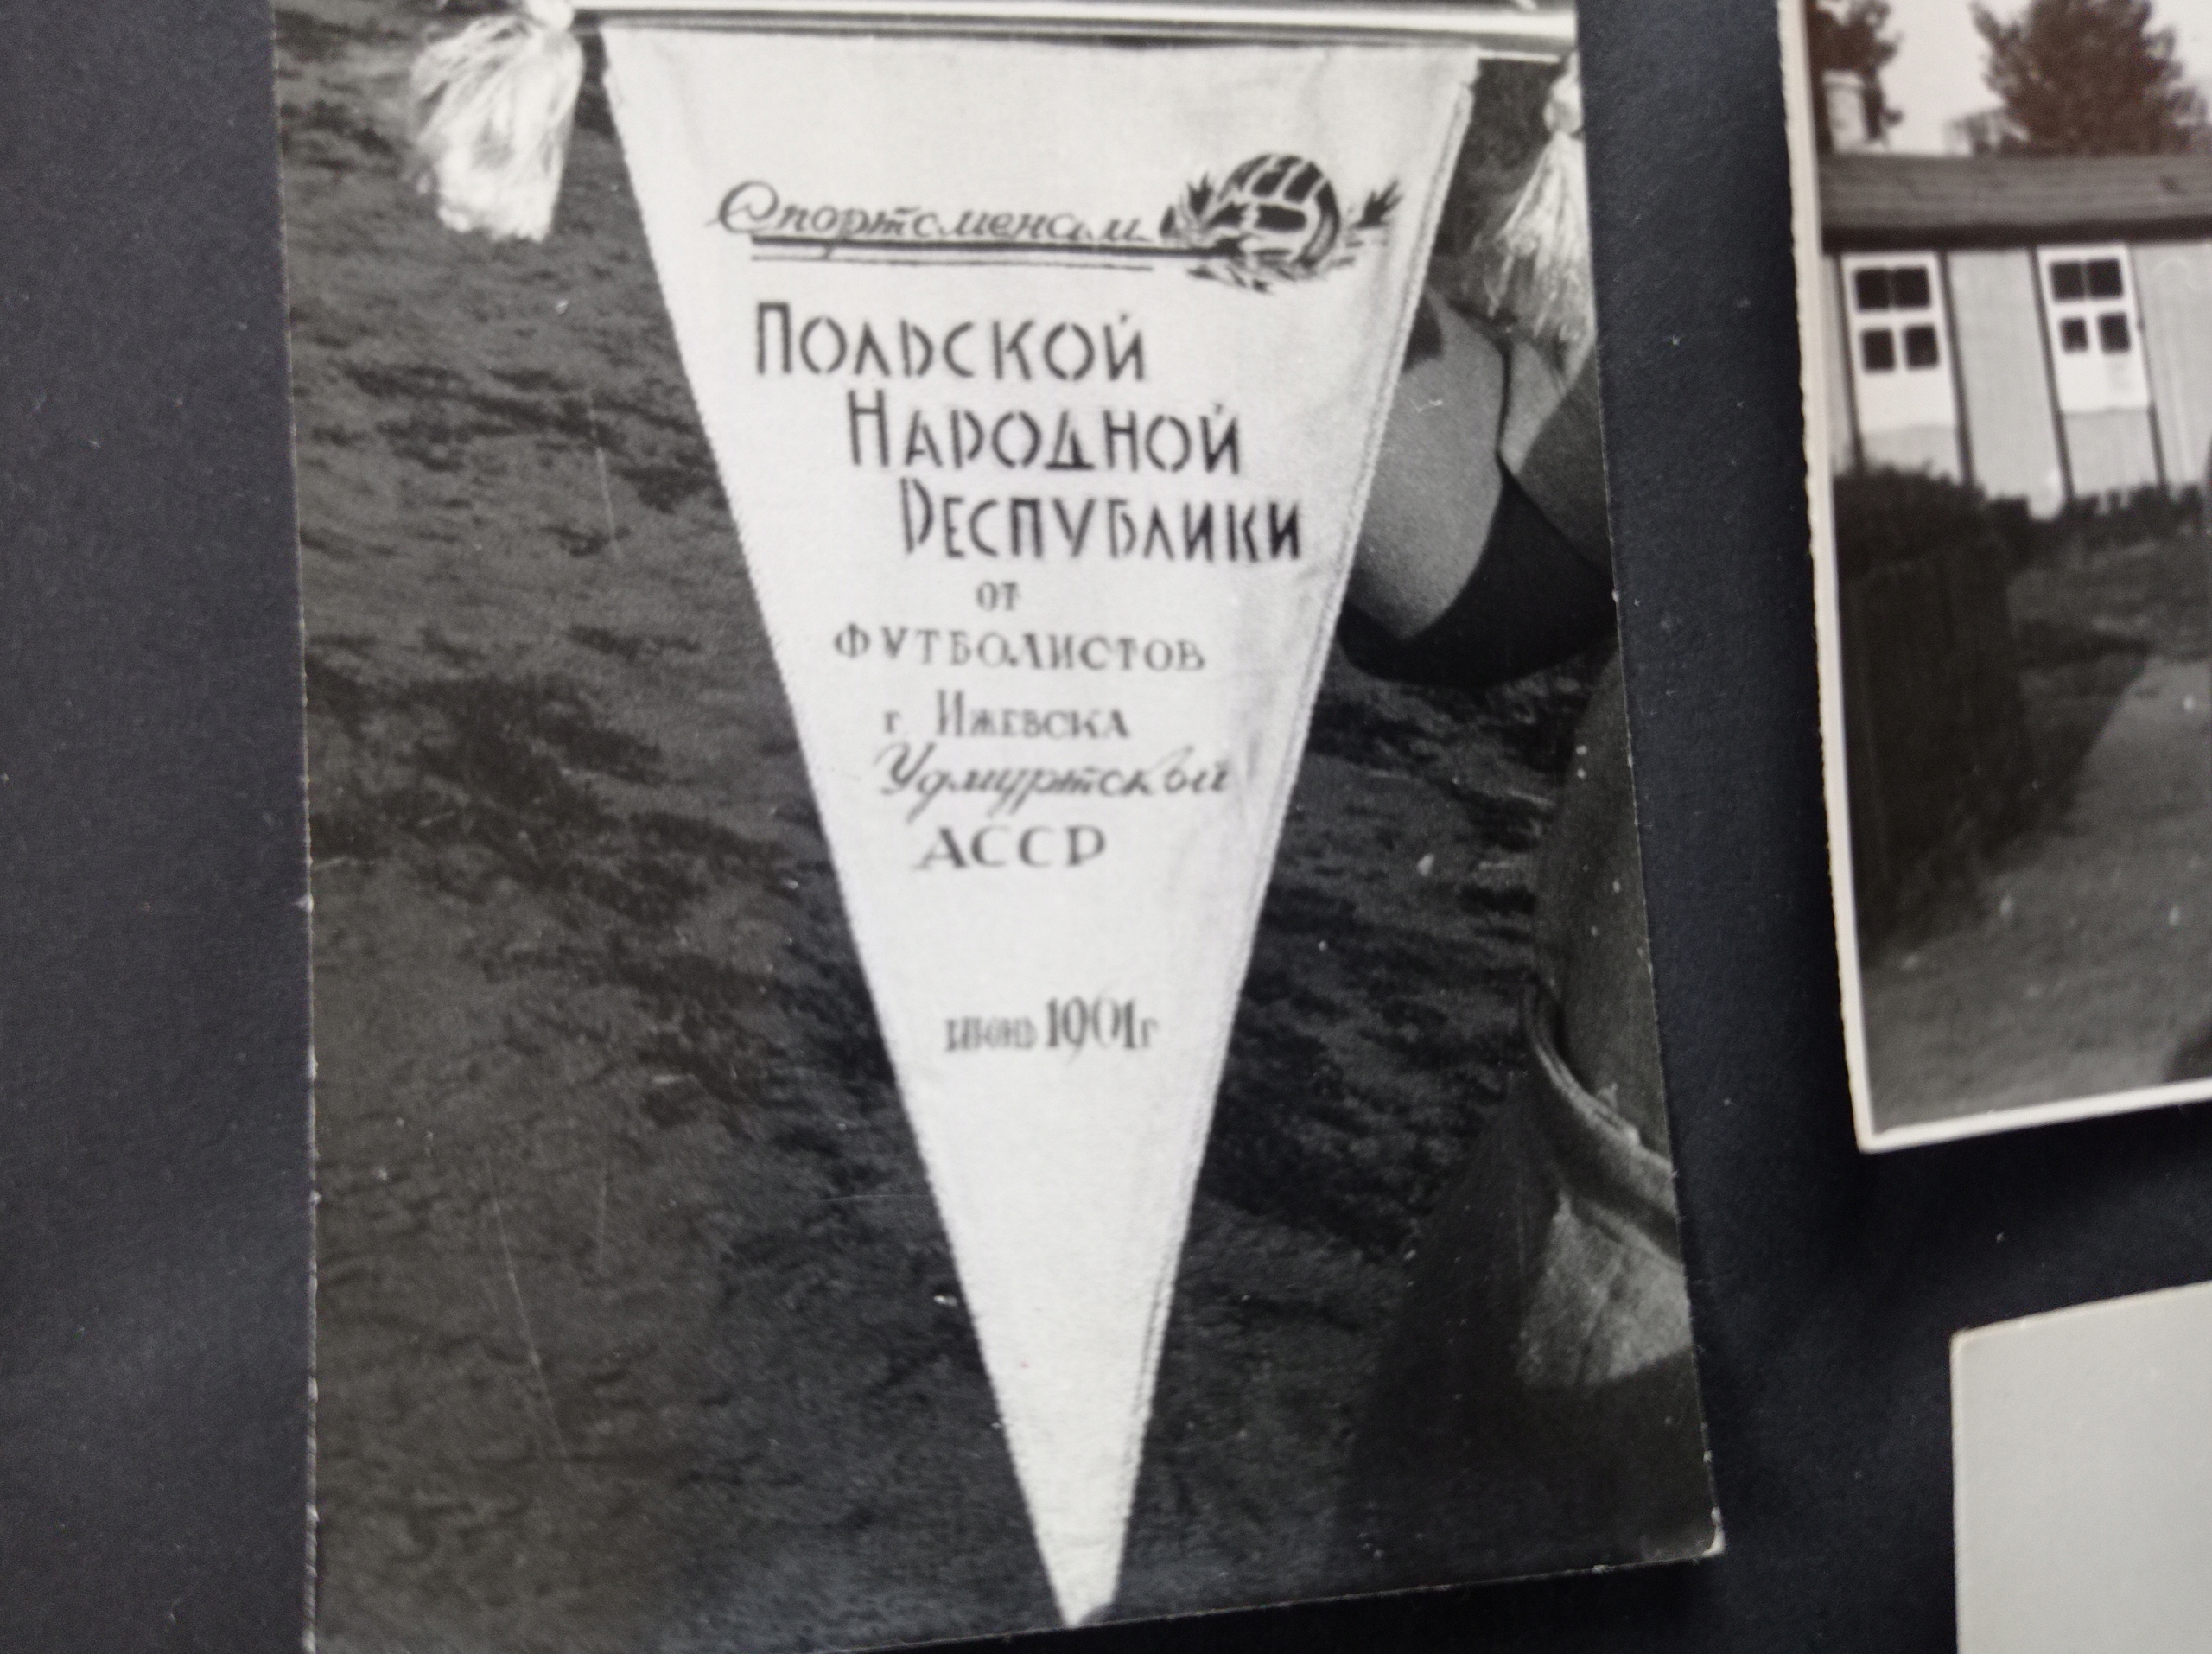 Спортсменам
Польской
Народной
Республики
от
футболистов
г Ижевска
Удмуртской
АССР
июнь 1961г